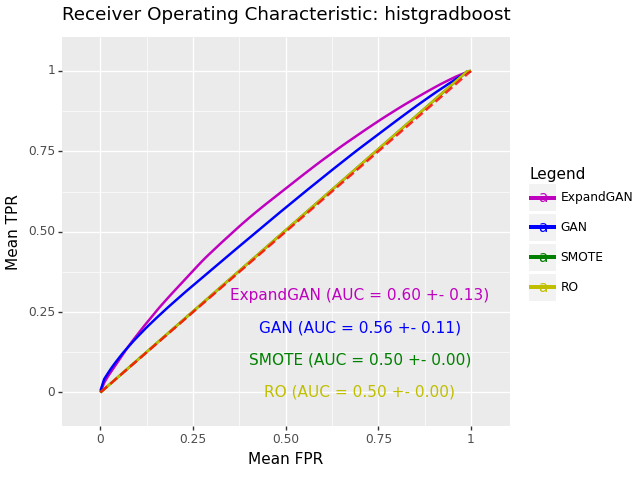 Receiver Operating Characteristic: histgradboost
Mean TPR
1
0.75
0.50
0.25
0
ExpandGAN (AUC = 0.60 +- 0.13)
GAN (AUC = 0.56 +- 0.11)
SMOTE (AUC = 0.50 +- 0.00)
RO (AUC = 0.50 +- 0.00)
0 0.25 0.50 0.75 1
Mean FPR
Legend
a ExpandGAN
a GAN
a SMOTE
a RO